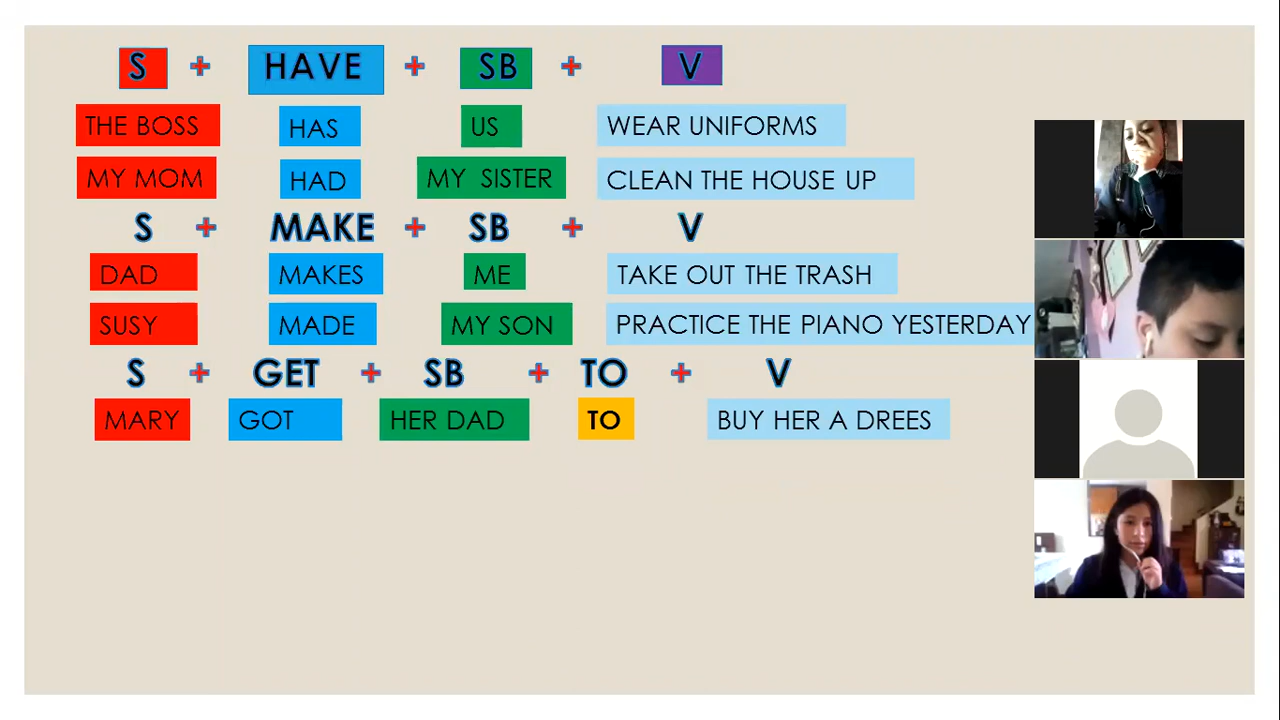 S + HAVE + SB + V
THE BOSS HAS US WEAR UNIFORMS
MY MOM HAD MY SISTER CLEAN THE HOUSE UP
S + MAKE + SB + V
DAD MAKES ME TAKE OUT THE TRASH
SUSY MADE MY SON PRACTICE THE PIANO YESTERDAY
S + GET + SB + TO + V
MARY GOT HER DAD TO BUY HER A DREES